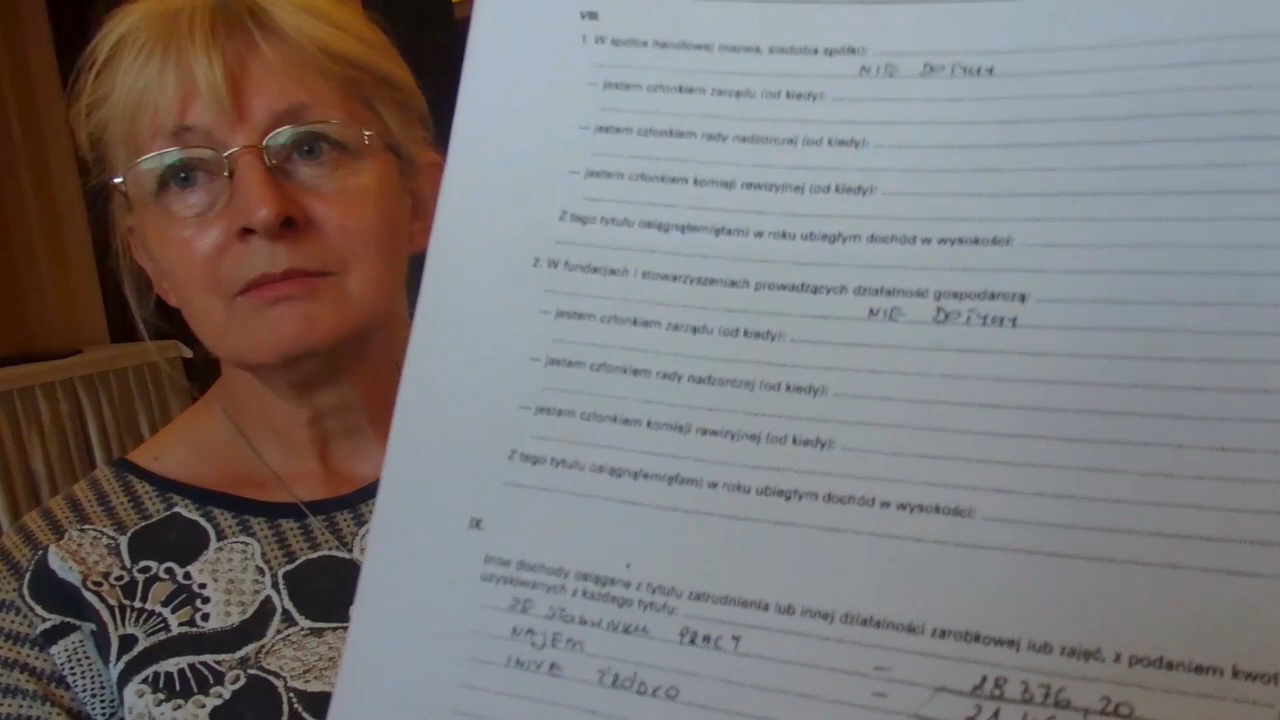 VIII.
1. W spółce handlowej (nazwa, siedziba spółki):
NIE DOTYCZY
— jestem członkiem zarządu (od kiedy):
— jestem członkiem rady nadzorczej (od kiedy):
— jestem członkiem komisji rewizyjnej (od kiedy):
Z tego tytułu osiągnąłem(ęłam) w roku ubiegłym dochód w wysokości:
2. W fundacjach i stowarzyszeniach prowadzących działalność gospodarczą:
NIE DOTYCZY
— jestem członkiem zarządu (od kiedy):
— jestem członkiem rady nadzorczej (od kiedy):
— jestem członkiem komisji rewizyjnej (od kiedy):
Z tego tytułu osiągnąłem(ęłam) w roku ubiegłym dochód w wysokości:
IX.
Inne dochody osiągane z tytułu zatrudnienia lub innej działalności zarobkowej lub zajęć, z podaniem kwot
uzyskiwanych z każdego tytułu:
ZE STOSUNKU PRACY – 28 376,20
NAJEM –
INNE ŹRÓDŁO